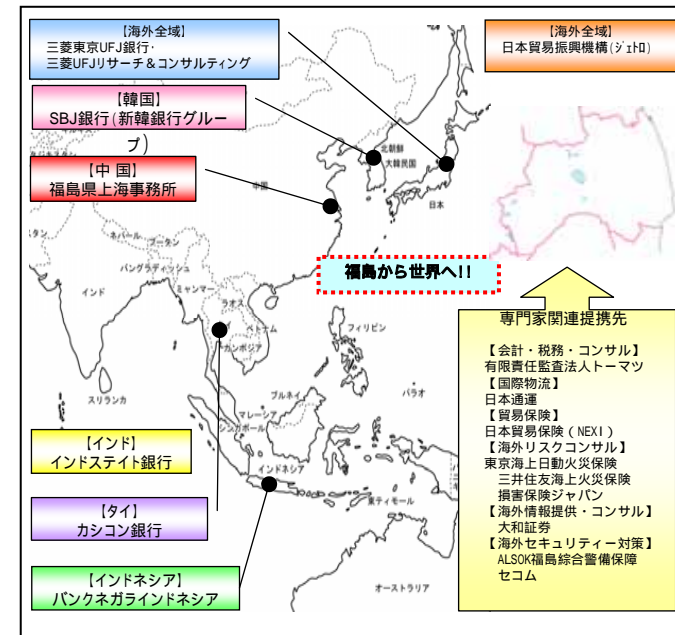 【海外全域】
三菱東京UFJ銀行･
三菱UFJリサーチ＆コンサルティング
【海外全域】
日本貿易振興機構(ジェトロ)
【韓国】
SBJ銀行(新韓銀行グルー
プ)
【中 国】
福島県上海事務所
北朝鮮
大韓民国
中国
日本
福島から世界へ!!
ネパール
ブータン
バングラディッシュ
ミャンマー
インド
ラオス
ベトナム
カンボジア
フィリピン
スリランカ
ブルネイ
パラオ
マレーシア
シンガポール
インドネシア
東ティモール
オーストラリア
【インド】
インドステイト銀行
【タイ】
カシコン銀行
【インドネシア】
バンクネガラインドネシア
専門家関連提携先
【会計・税務・コンサル】
有限責任監査法人トーマツ
【国際物流】
日本通運
【貿易保険】
日本貿易保険（NEXI）
【海外リスクコンサル】
東京海上日動火災保険
三井住友海上火災保険
損害保険ジャパン
【海外情報提供・コンサル】
大和証券
【海外セキュリティー対策】
ALSOK福島綜合警備保障
セコム